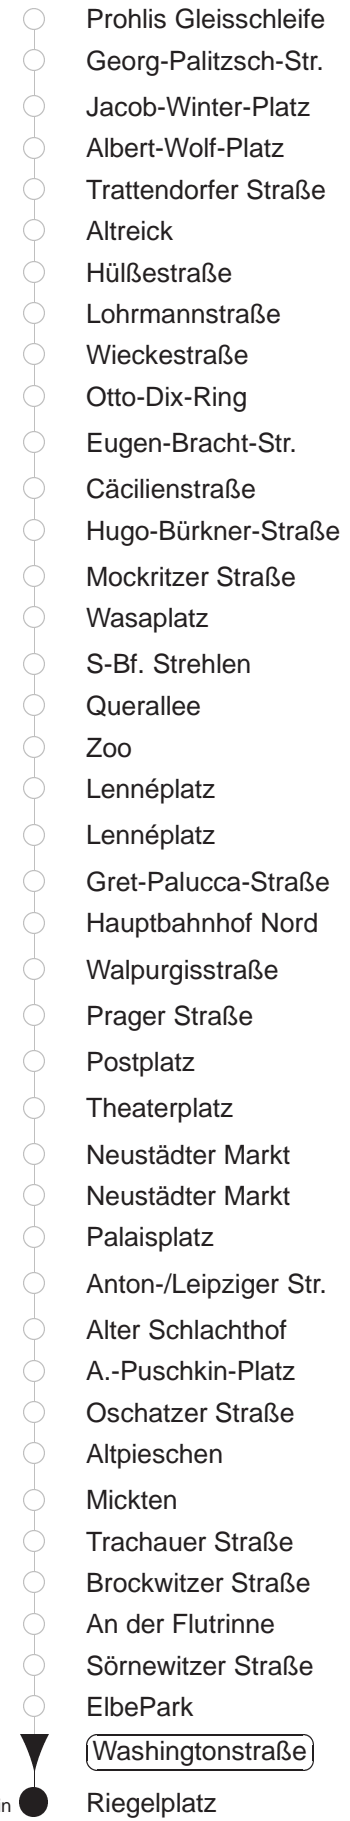 Prohlis Gleisschleife
Georg-Palitzsch-Str.
Jacob-Winter-Platz
Albert-Wolf-Platz
Trattendorfer Straße
Altreick
Hülßestraße
Lohrmannstraße
Wieckestraße
Otto-Dix-Ring
Eugen-Bracht-Str.
Cäcilienstraße
Hugo-Bürkner-Straße
Mockritzer Straße
Wasaplatz
S-Bf. Strehlen
Querallee
Zoo
Lennéplatz
Lennéplatz
Gret-Palucca-Straße
Hauptbahnhof Nord
Walpurgisstraße
Prager Straße
Postplatz
Theaterplatz
Neustädter Markt
Neustädter Markt
Palaisplatz
Anton-/Leipziger Str.
Alter Schlachthof
A.-Puschkin-Platz
Oschatzer Straße
Altpieschen
Mickten
Trachauer Straße
Brockwitzer Straße
An der Flutrinne
Sörnewitzer Straße
ElbePark
Washingtonstraße
Riegelplatz